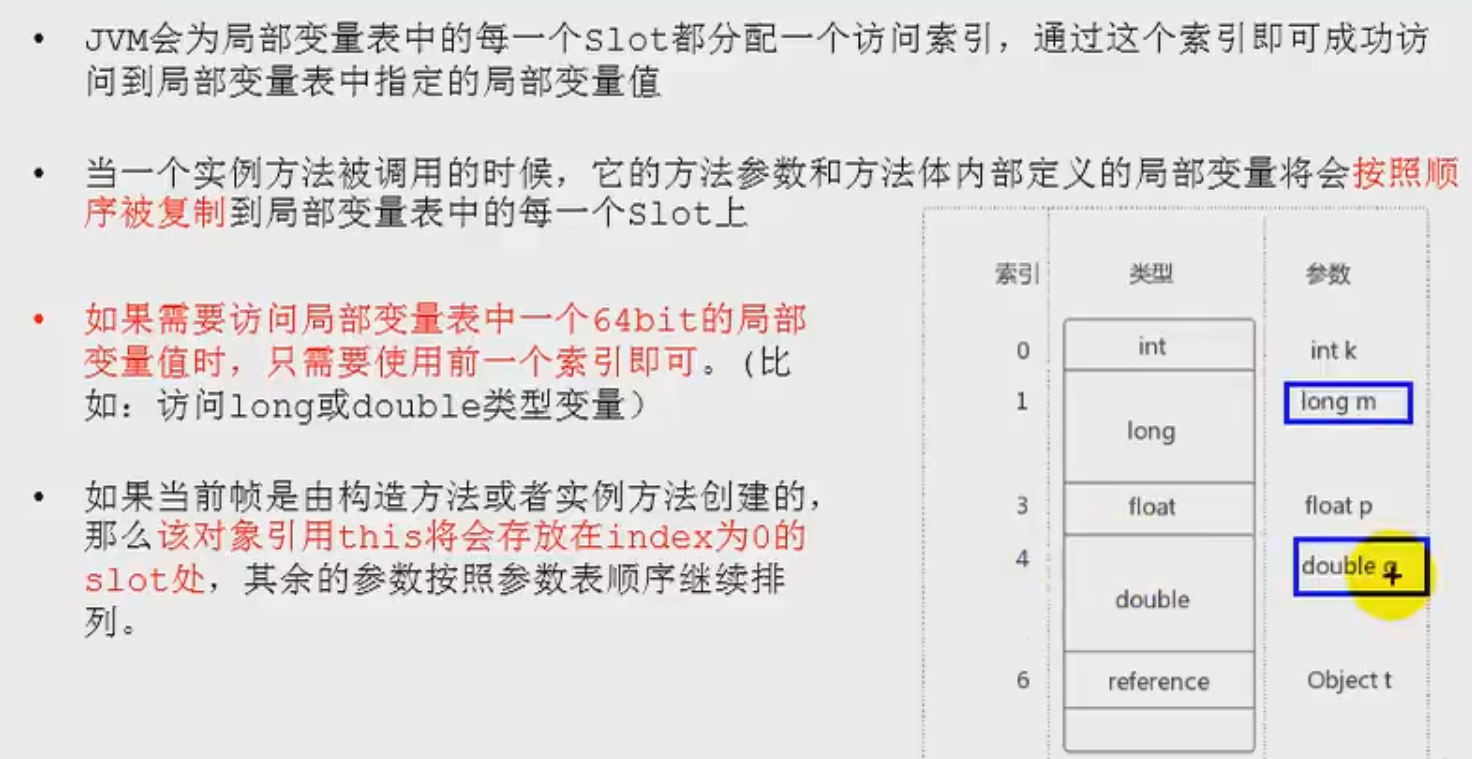 • JVM会为局部变量表中的每一个Slot都分配一个访问索引，通过这个索引即可成功访
问到局部变量表中指定的局部变量值
• 当一个实例方法被调用的时候，它的方法参数和方法体内部定义的局部变量将会按照顺
序被复制到局部变量表中的每一个Slot上
• 如果需要访问局部变量表中一个64bit的局部
变量值时，只需要使用前一个索引即可。(比
如：访问long或double类型变量）
• 如果当前帧是由构造方法或者实例方法创建的，
那么该对象引用this将会存放在index为0的
slot处，其余的参数按照参数表顺序继续排
列。
索引 类型 参数
0 int int k
1 long long m
3 float float p
4 double double
6 reference Object t